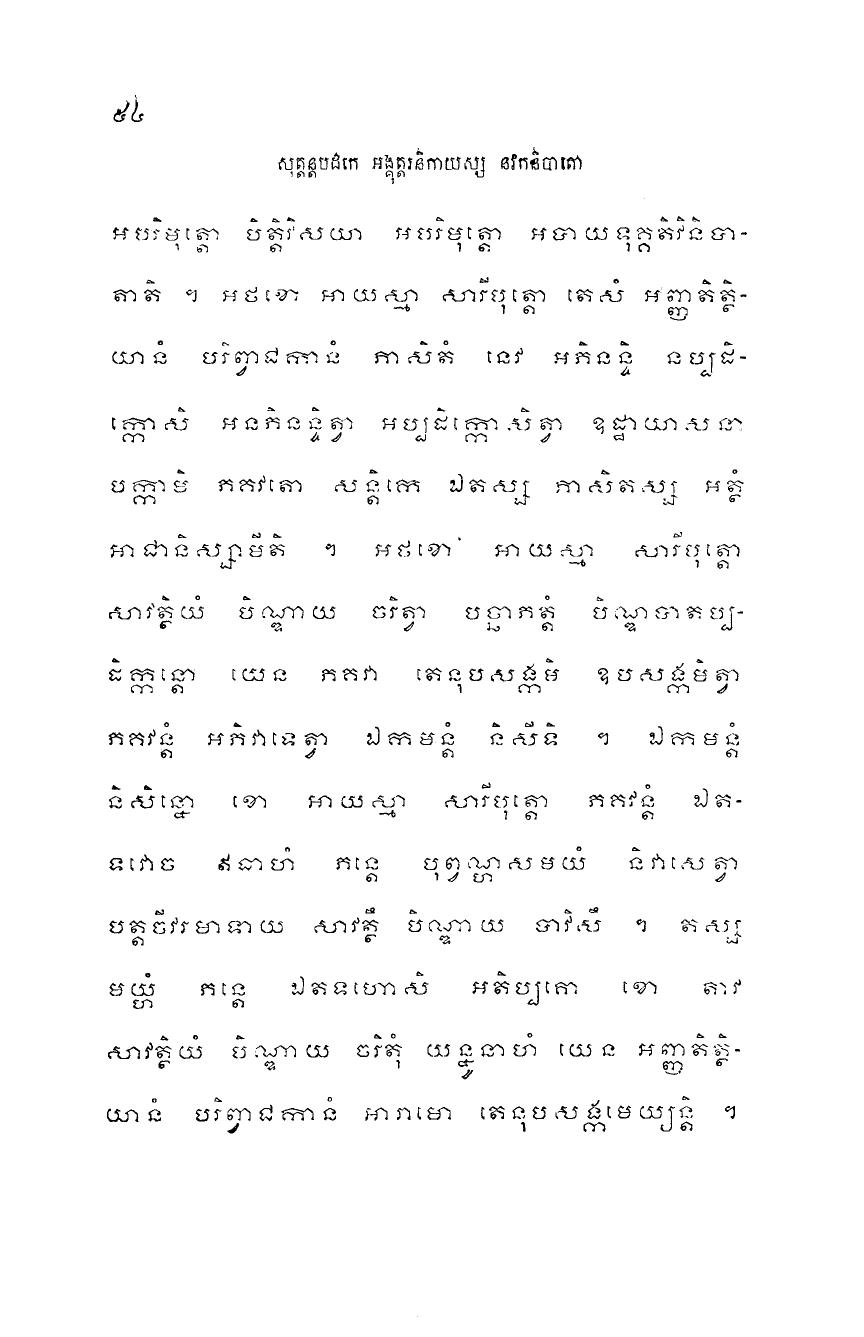 ៥៤
សុត្តន្តបិដកេ អង្គុត្តរនិកាយស្ស នវកនិបាតោ
អបរិមុត្តោ បិត្តិវិសយា អបរិមុត្តោ អបាយទុគ្គតិវិនិបា-
តាតិ ។ អថខោ អាយស្មា សារីបុត្តោ តេសំ អញ្ញតិត្ថិ-
យានំ បរិព្វាជកានំ ភាសិតំ នេវ អភិនន្ទិ នប្បដិ-
ក្កោសិ អនភិនន្ទិត្វា អប្បដិក្កោសិត្វា ឧដ្ឋាយាសនា
បក្កាមិ ភគវតោ សន្តិកេ ឯតស្ស ភាសិតស្ស អត្ថំ
អាជានិស្សាមីតិ ។ អថខោ អាយស្មា សារីបុត្តោ
សាវត្ថិយំ បិណ្ឌាយ ចរិត្វា បច្ឆាភត្តំ បិណ្ឌបាតប្ប-
ដិក្កន្តោ យេន ភគវា តេនុបសង្កមិ ឧបសង្កមិត្វា
ភគវន្តំ អភិវាទេត្វា ឯកមន្តំ និសីទិ ។ ឯកមន្តំ
និសិន្នោ ខោ អាយស្មា សារីបុត្តោ ភគវន្តំ ឯត-
ទវោច ឥធាហំ ភន្តេ បុព្វណ្ហសមយំ និវាសេត្វា
បត្តចីវរមាទាយ សាវត្ថឹ បិណ្ឌាយ បាវិសឹ ។ តស្ស
មយ្ហំ ភន្តេ ឯតទហោសិ អតិប្បគោ ខោ តាវ
សាវត្ថិយំ បិណ្ឌាយ ចរិតុំ យន្នូនាហំ យេន អញ្ញតិត្ថិ-
យានំ បរិព្វាជកានំ អារាមោ តេនុបសង្កមេយ្យន្តិ ។